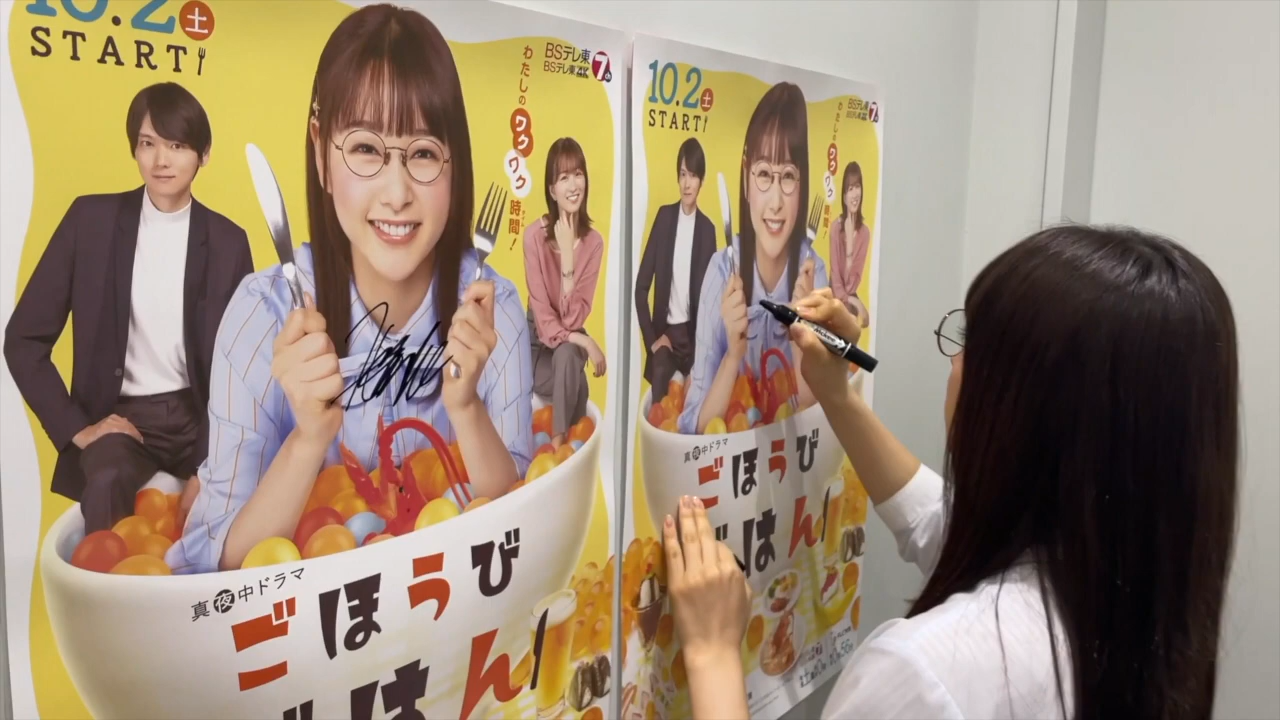 10.2土
START
BSテレ東
BSテレ東4K
7ch
わたしの
ワクワク
時間！
真夜中ドラマ
ごほうび
ごはん
10.2土
START
BSテレ東
7
わたしの
ワクワク
時間！
真夜中ドラマ
ごほうび
ごはん